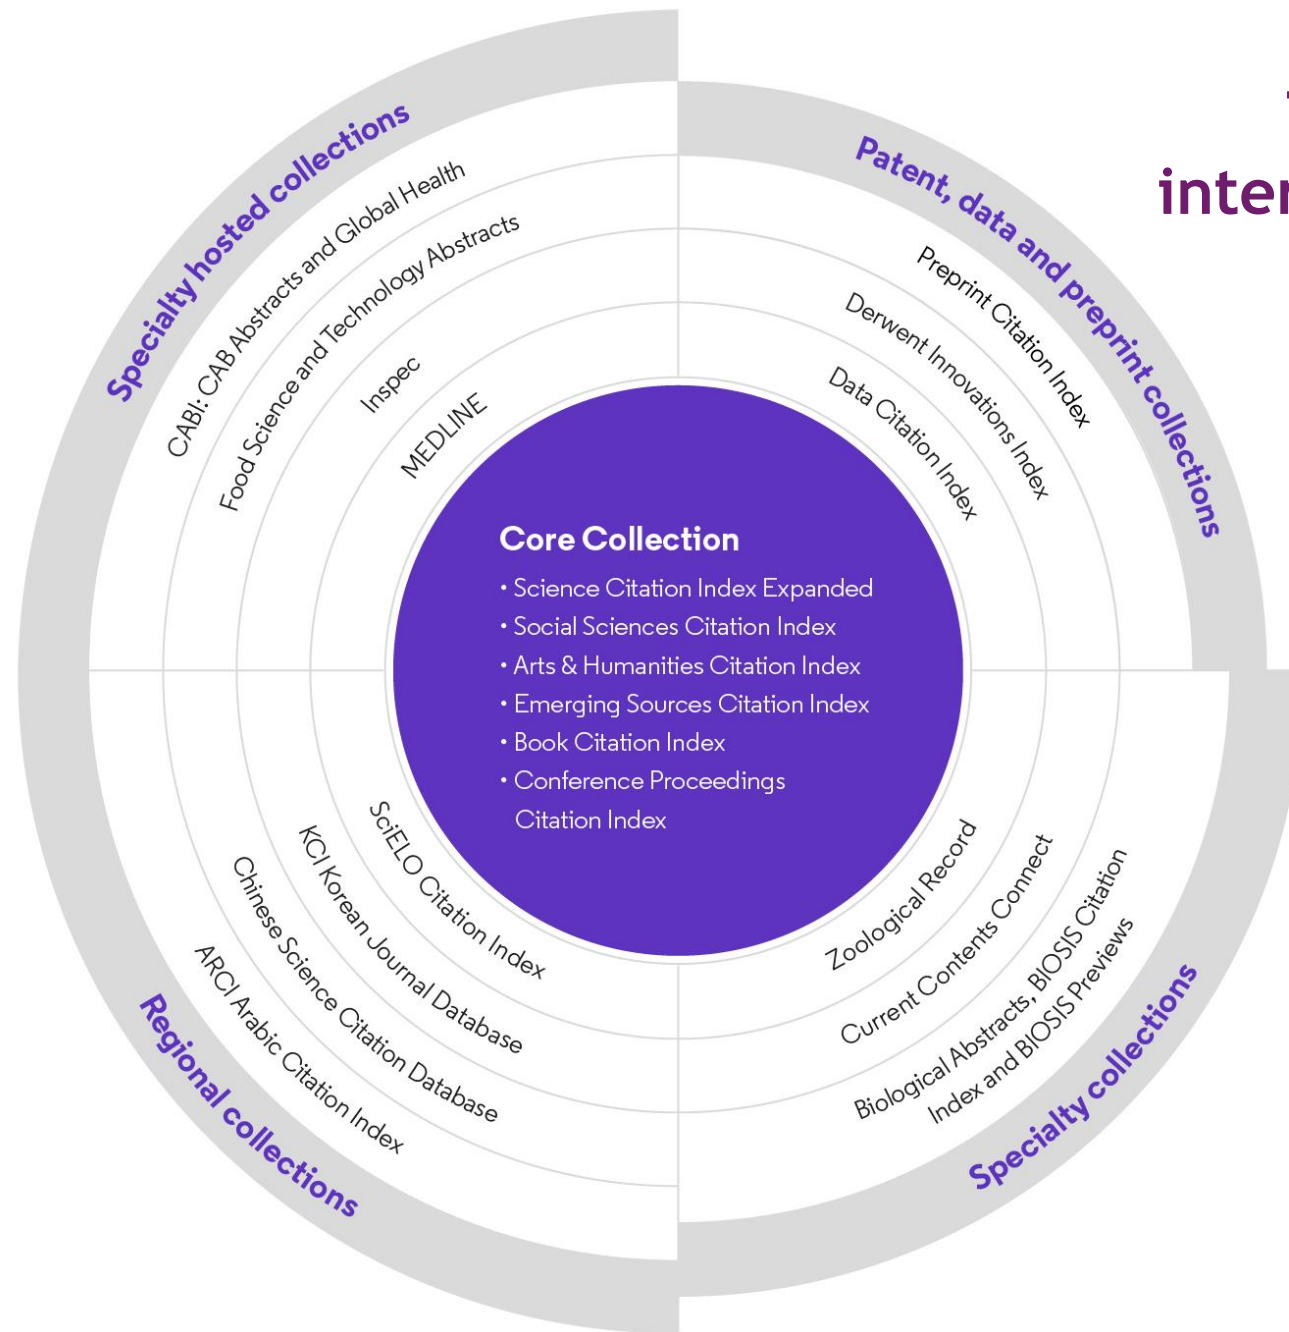 Specialty hosted collections
CABI: CAB Abstracts and Global Health
Food Science and Technology Abstracts
Inspec
MEDLINE
Patent, data and preprint collections
Preprint Citation Index
Derwent Innovations Index
Data Citation Index
Core Collection
• Science Citation Index Expanded
• Social Sciences Citation Index
• Arts & Humanities Citation Index
• Emerging Sources Citation Index
• Book Citation Index
• Conference Proceedings
Citation Index
SciELO Citation Index
KCI Korean Journal Database
Chinese Science Citation Database
ARCI Arabic Citation Index
Regional collections
Zoological Record
Current Contents Connect
Biological Abstracts, BIOSIS Citation
Index and BIOSIS Previews
Specialty collections